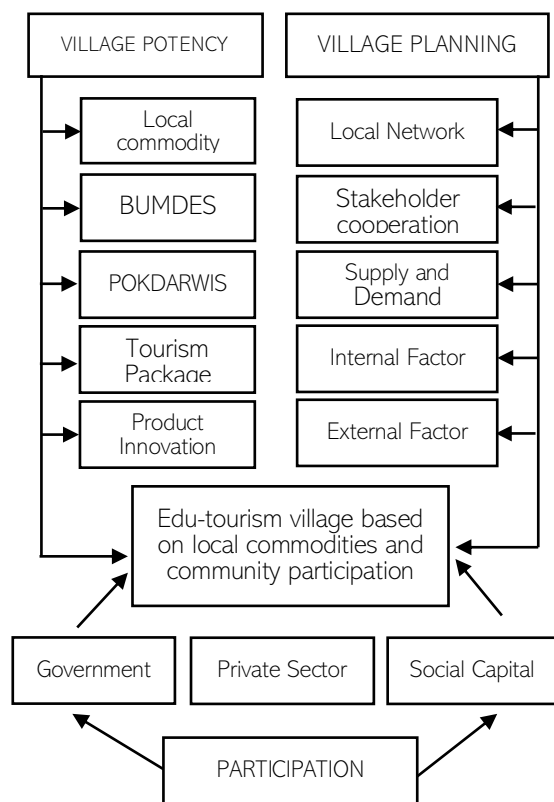 VILLAGE POTENCY
VILLAGE PLANNING
Local
commodity
BUMDES
POKDARWIS
Tourism
Package
Product
Innovation
Local Network
Stakeholder
cooperation
Supply and
Demand
Internal Factor
External Factor
Edu-tourism village based
on local commodities and
community participation
Government
Private Sector
Social Capital
PARTICIPATION